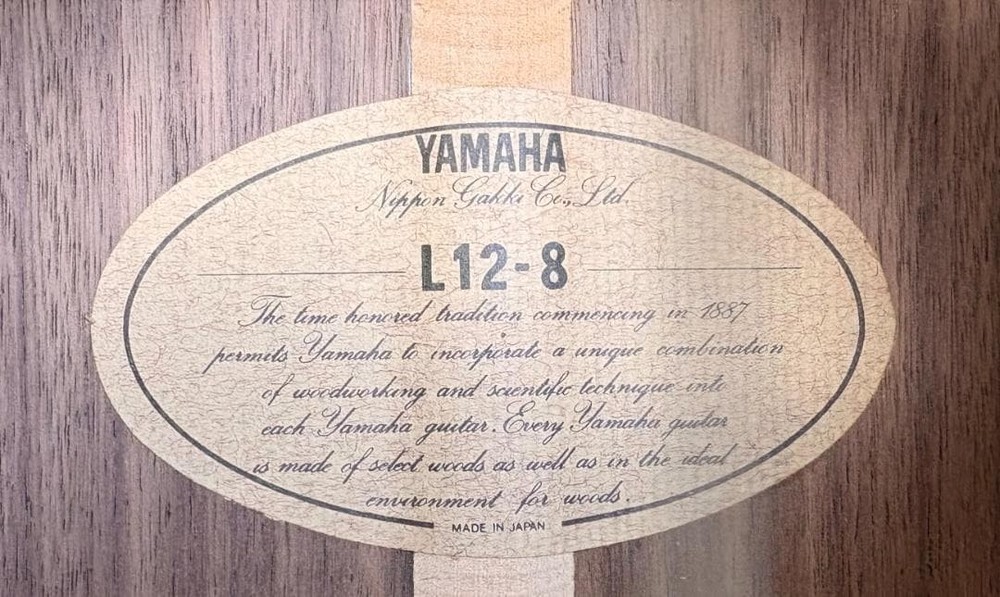 YAMAHA
Nippon Gakki Co., Ltd.
L12-8
The time honored tradition commencing in 1887
permits Yamaha to incorporate a unique combination
of woodworking and scientific technique into
each Yamaha guitar. Every Yamaha guitar
is made of select woods as well as in the ideal
environment for woods.
MADE IN JAPAN